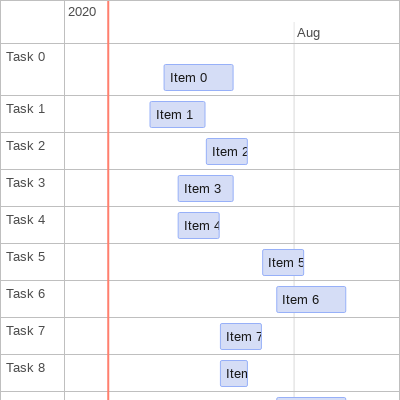 2020
Aug
Task 0
Item 0
Task 1
Item 1
Task 2
Item 2
Task 3
Item 3
Task 4
Item 4
Task 5
Item 5
Task 6
Item 6
Task 7
Item 7
Task 8
Iten